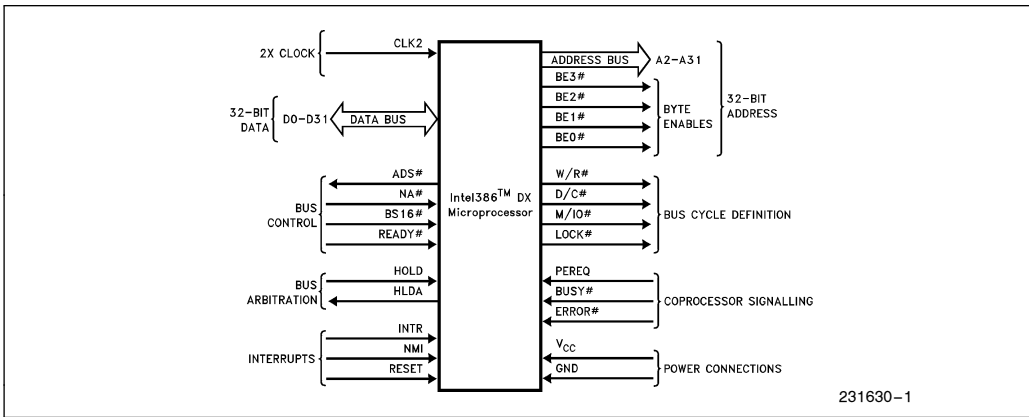 2X CLOCK
CLK2
32-BIT
DATA
D0-D31
DATA BUS
BUS
CONTROL
ADS#
NA#
BS16#
READY#
BUS
ARBITRATION
HOLD
HLDA
INTERRUPTS
INTR
NMI
RESET
Intel386™ DX
Microprocessor
ADDRESS BUS
A2-A31
BE3#
BE2#
BE1#
BE0#
BYTE
ENABLES
32-BIT
ADDRESS
W/R#
D/C#
M/IO#
LOCK#
BUS CYCLE DEFINITION
PEREQ
BUSY#
ERROR#
COPROCESSOR SIGNALLING
VCC
GND
POWER CONNECTIONS
231630-1